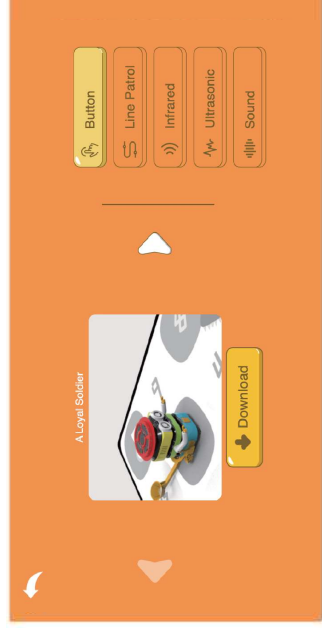 A Loyal Soldier
Download
Button
Line Patrol
Infrared
Ultrasonic
Sound